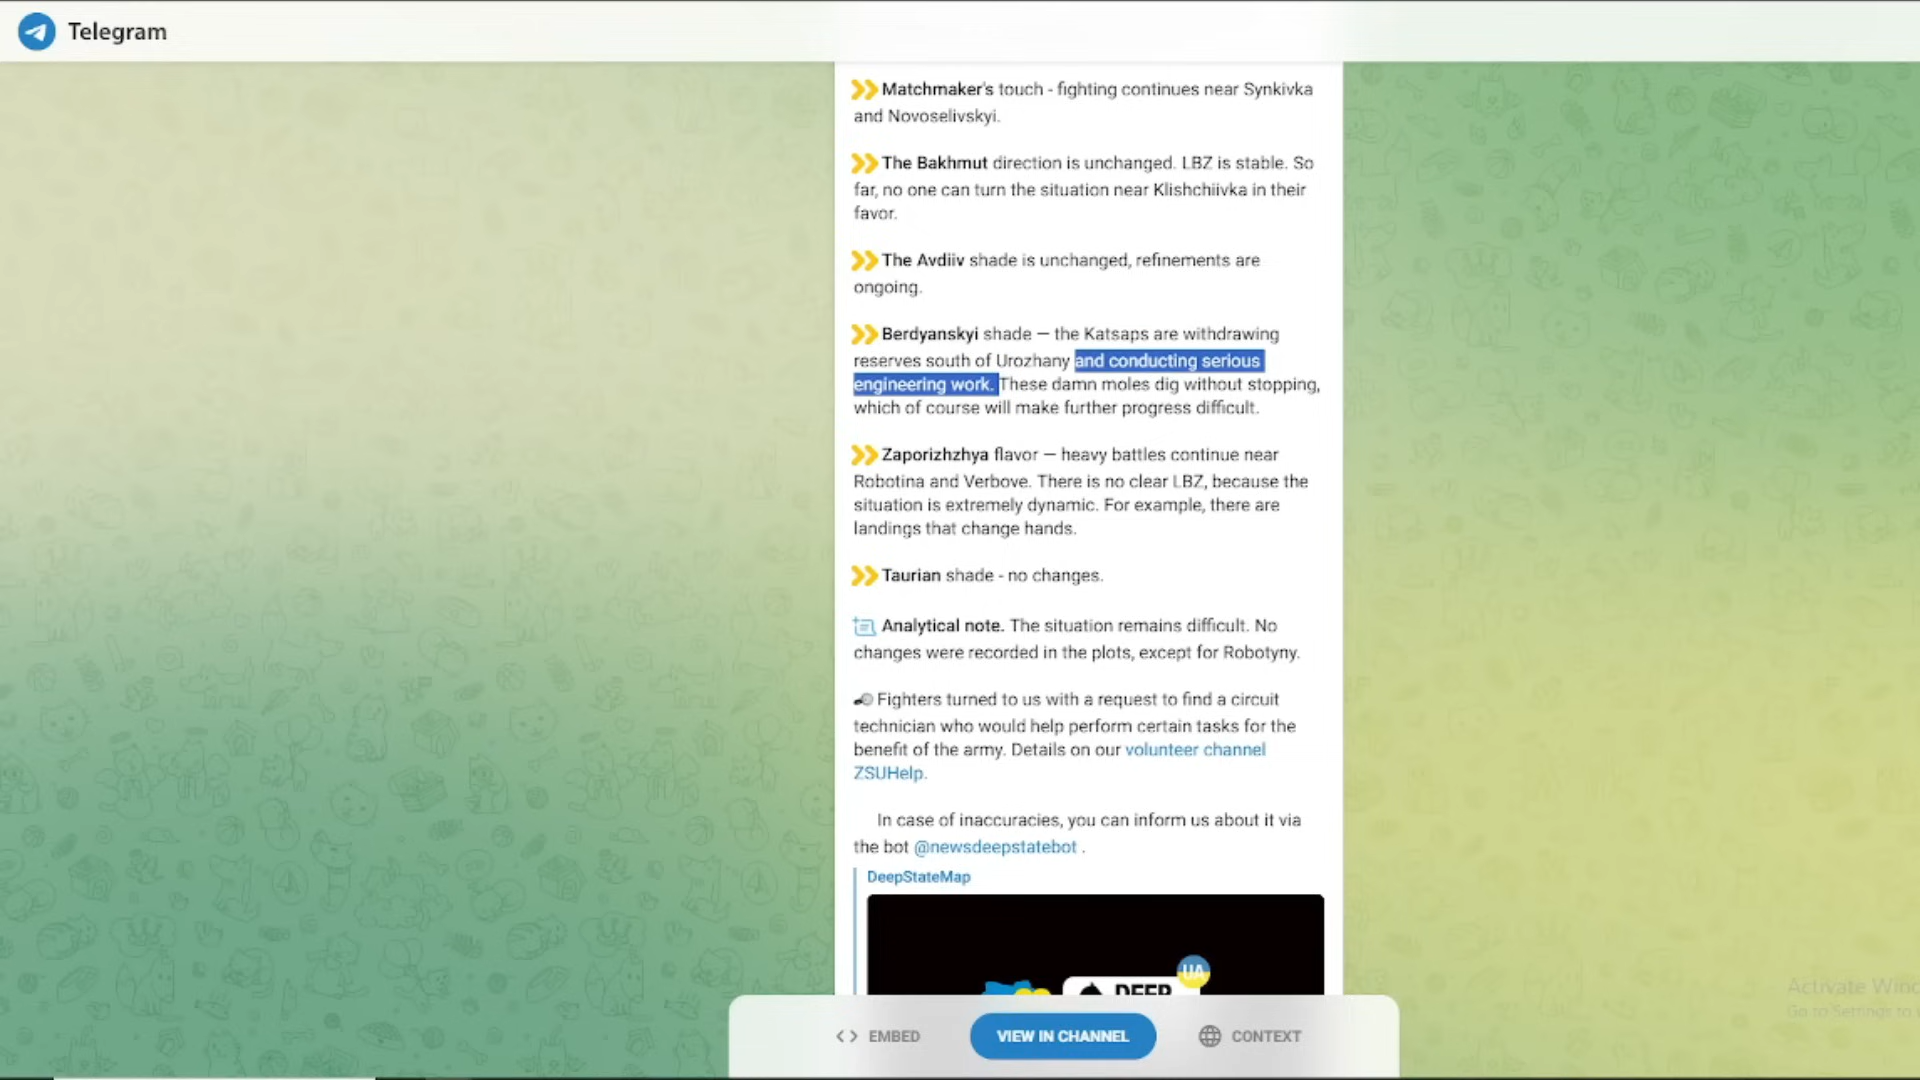 Telegram
Matchmaker's touch - fighting continues near Synkivka
and Novoselivskyi.
The Bakhmut direction is unchanged. LBZ is stable. So
far, no one can turn the situation near Klishchiivka in their
favor.
The Avdiiv shade is unchanged, refinements are
ongoing.
Berdyanskyi shade — the Katsaps are withdrawing
reserves south of Urozhany and conducting serious
engineering work. These damn moles dig without stopping,
which of course will make further progress difficult.
Zaporizhzhya flavor — heavy battles continue near
Robotina and Verbove. There is no clear LBZ, because the
situation is extremely dynamic. For example, there are
landings that change hands.
Taurian shade - no changes.
Analytical note. The situation remains difficult. No
changes were recorded in the plots, except for Robotyny.
Fighters turned to us with a request to find a circuit
technician who would help perform certain tasks for the
benefit of the army. Details on our volunteer channel
ZSUHelp.
In case of inaccuracies, you can inform us about it via
the bot @newsdeepstatebot .
DeepStateMap
UA
DEEP
EMBED
VIEW IN CHANNEL
CONTEXT
Activate Wind
Go to Settings to